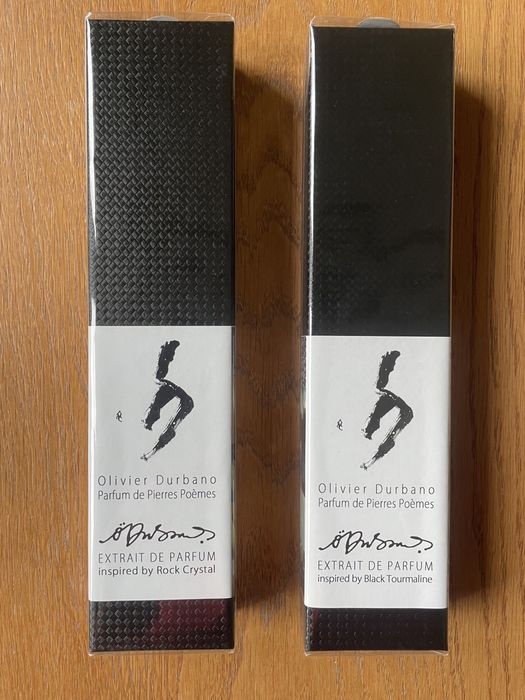 Olivier Durbano
Parfum de Pierres Poèmes
EXTRAIT DE PARFUM
inspired by Rock Crystal
Olivier Durbano
Parfum de Pierres Poèmes
EXTRAIT DE PARFUM
inspired by Black Tourmaline